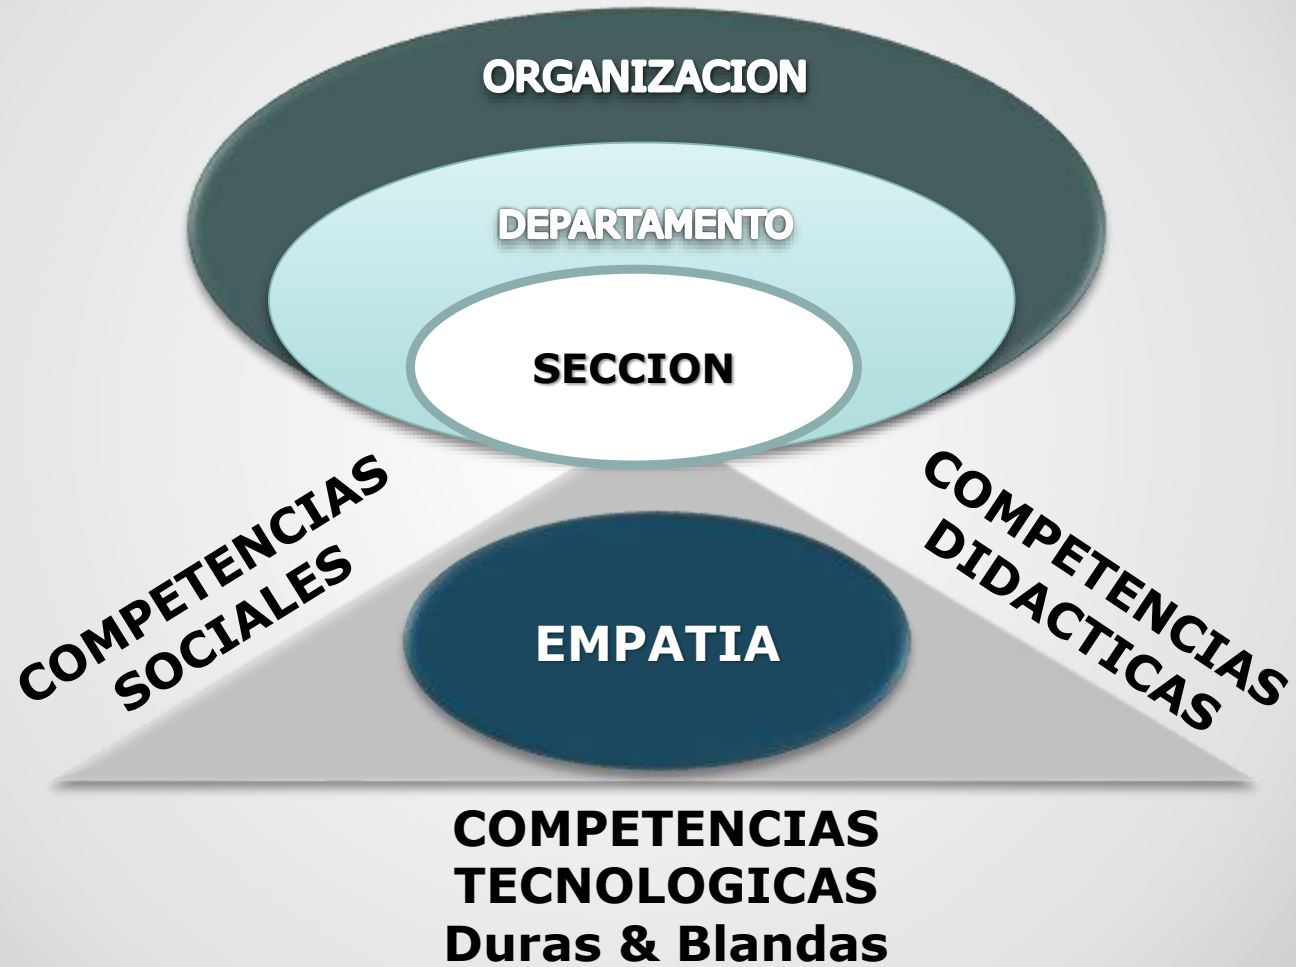 ORGANIZACION
DEPARTAMENTO
SECCION
COMPETENCIAS
SOCIALES
COMPETENCIAS
DIDACTICAS
EMPATIA
COMPETENCIAS
TECNOLOGICAS
Duras & Blandas